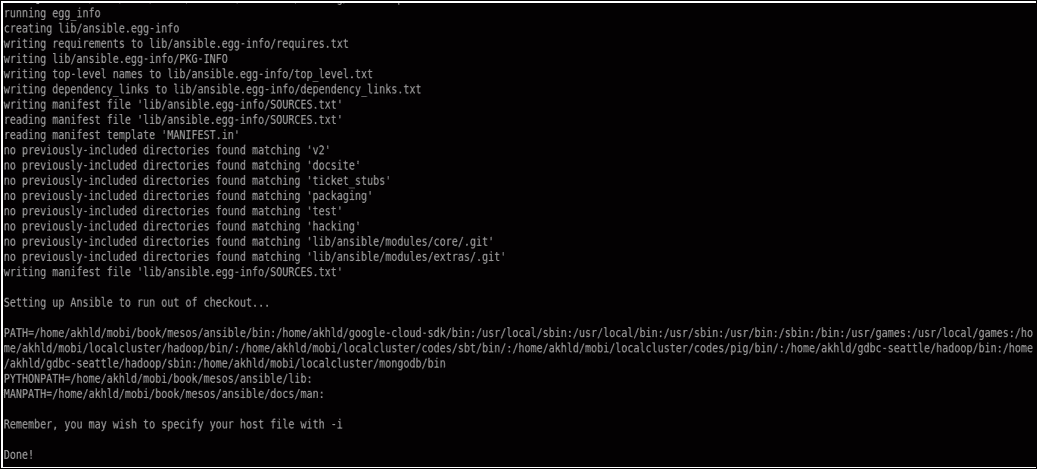 running egg_info
creating lib/ansible.egg-info
writing requirements to lib/ansible.egg-info/requires.txt
writing lib/ansible.egg-info/PKG-INFO
writing top-level names to lib/ansible.egg-info/top_level.txt
writing dependency_links to lib/ansible.egg-info/dependency_links.txt
writing manifest file 'lib/ansible.egg-info/SOURCES.txt'
reading manifest file 'lib/ansible.egg-info/SOURCES.txt'
reading manifest template 'MANIFEST.in'
no previously-included directories found matching 'v2'
no previously-included directories found matching 'docsite'
no previously-included directories found matching 'ticket_stubs'
no previously-included directories found matching 'packaging'
no previously-included directories found matching 'test'
no previously-included directories found matching 'hacking'
no previously-included directories found matching 'lib/ansible/modules/core/.git'
no previously-included directories found matching 'lib/ansible/modules/extras/.git'
writing manifest file 'lib/ansible.egg-info/SOURCES.txt'
Setting up Ansible to run out of checkout...
PATH=/home/akhld/mobi/book/mesos/ansible/bin:/home/akhld/google-cloud-sdk/bin:/usr/local/sbin:/usr/local/bin:/usr/sbin:/usr/bin:/sbin:/bin:/usr/games:/usr/local/games:/ho
me/akhld/mobi/localcluster/hadoop/bin/:/home/akhld/mobi/localcluster/codes/sbt/bin/:/home/akhld/mobi/localcluster/codes/pig/bin/:/home/akhld/gdbc-seattle/hadoop/bin:/home
/akhld/gdbc-seattle/hadoop/sbin:/home/akhld/mobi/localcluster/mongodb/bin
PYTHONPATH=/home/akhld/mobi/book/mesos/ansible/lib:
MANPATH=/home/akhld/mobi/book/mesos/ansible/docs/man:
Remember, you may wish to specify your host file with -i
Done!